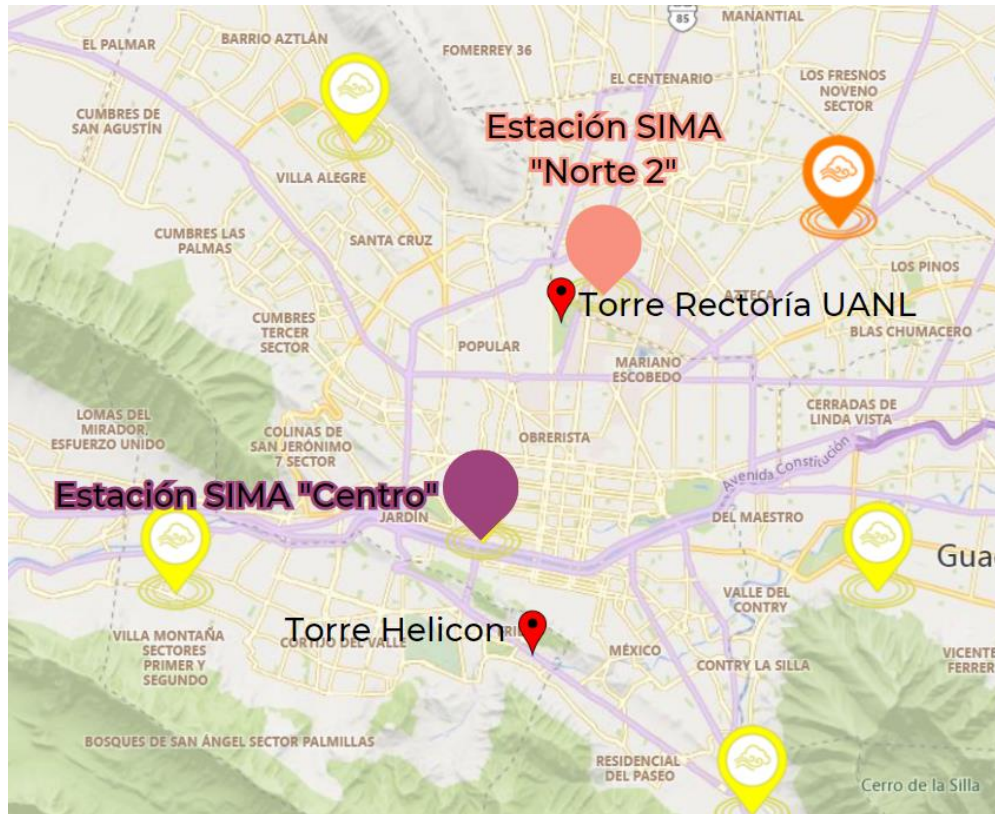 85
MANANTIAL
EL PALMAR
BARRIO AZTLÁN
FOMERREY 36
EL CENTENARIO
LOS FRESNOS
NOVENO
SECTOR
CUMBRES DE
SAN AGUSTÍN
Estación SIMA
"Norte 2"
VILLA ALEGRE
CUMBRES LAS
PALMAS
SANTA CRUZ
LOS PINOS
AZTECA
Torre Rectoría UANL
CUMBRES
TERCER
SECTOR
POPULAR
BLAS CHUMACERO
MARIANO
ESCOBEDO
LOMAS DEL
MIRADOR,
ESFUERZO UNIDO
COLINAS DE
SAN JERÓNIMO
7 SECTOR
OBRERISTA
CERRADAS DE
LINDA VISTA
Avenida Constitución
Estación SIMA "Centro"
JARDÍN
DEL MAESTRO
Gua
VALLE DEL
CONTRY
Torre Helicon
VILLA MONTAÑA
SECTORES
PRIMER Y
SEGUNDO
CORTIJO DEL VALLE
MÉXICO
CONTRY LA SILLA
VICENTE
FERRER
BOSQUES DE SAN ÁNGEL SECTOR PALMILLAS
RESIDENCIAL
DEL PASEO
Cerro de la Silla